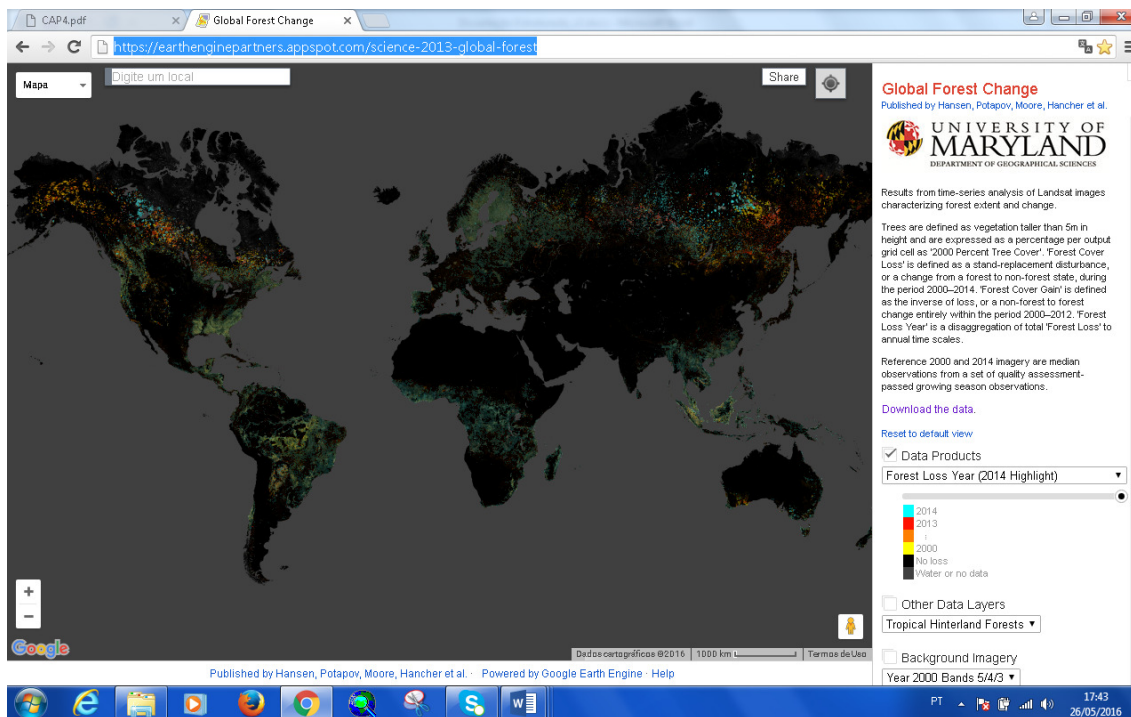 CAP4.pdf
Global Forest Change
https://earthenginepartners.appspot.com/science-2013-global-forest
Mapa
Digite um local
Share
Global Forest Change
Published by Hansen, Potapov, Moore, Hancher et al.
UNIVERSITY OF
MARYLAND
DEPARTMENT OF GEOGRAPHICAL SCIENCES
Results from time-series analysis of Landsat images
characterizing forest extent and change.
Trees are defined as vegetation taller than 5m in
height and are expressed as a percentage per output
grid cell as '2000 Percent Tree Cover'. 'Forest Cover
Loss' is defined as a stand-replacement disturbance,
or a change from a forest to non-forest state, during
the period 2000–2014. 'Forest Cover Gain' is defined
as the inverse of loss, or a non-forest to forest
change entirely within the period 2000–2012. 'Forest
Loss Year' is a disaggregation of total 'Forest Loss' to
annual time scales.
Reference 2000 and 2014 imagery are median
observations from a set of quality assessment-
passed growing season observations.
Download the data.
Reset to default view
Data Products
Forest Loss Year (2014 Highlight)
2014
2013
:
2000
No loss
Water or no data
Other Data Layers
Tropical Hinterland Forests
Background Imagery
Year 2000 Bands 5/4/3
+
−
Google
Dados cartográficos ©2016
1000 km
Termos de Uso
Published by Hansen, Potapov, Moore, Hancher et al. · Powered by Google Earth Engine · Help
PT
17:43
26/05/2016